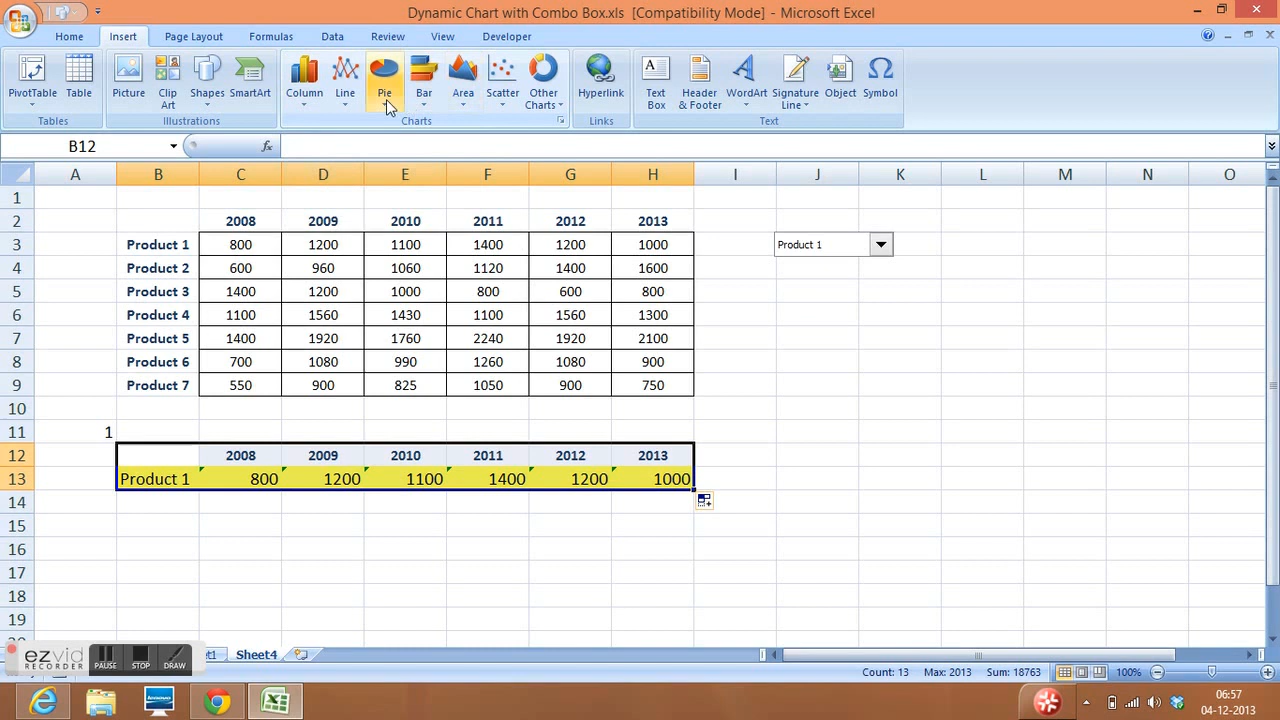 Dynamic Chart with Combo Box.xls [Compatibility Mode] - Microsoft Excel
Home Insert Page Layout Formulas Data Review View Developer
PivotTable Table Picture Clip Art Shapes SmartArt Column Line Pie Bar Area Scatter Other Charts Hyperlink Text Box Header & Footer WordArt Signature Line Object Symbol
Tables Illustrations Charts Links Text
B12 fx
A B C D E F G H I J K L M N O
1
2 2008 2009 2010 2011 2012 2013
3 Product 1 800 1200 1100 1400 1200 1000 Product 1
4 Product 2 600 960 1060 1120 1400 1600
5 Product 3 1400 1200 1000 800 600 800
6 Product 4 1100 1560 1430 1100 1560 1300
7 Product 5 1400 1920 1760 2240 1920 2100
8 Product 6 700 1080 990 1260 1080 900
9 Product 7 550 900 825 1050 900 750
10
11 1
12 2008 2009 2010 2011 2012 2013
13 Product 1 800 1200 1100 1400 1200 1000
14
15
16
17
18
19
ezvid RECORDER PAUSE STOP DRAW Sheet4
Count: 13 Max: 2013 Sum: 18763 100%
06:57
04-12-2013